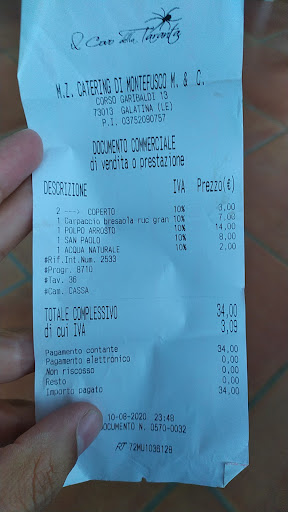 Il Covo della Taranta
M.Z. CATERING DI MONTEFUSCO M. & C.
CORSO GARIBALDI 13
73013 GALATINA (LE)
P.I. 03752090757
DOCUMENTO COMMERCIALE
di vendita o prestazione
DESCRIZIONE IVA Prezzo(€)
2 ---> COPERTO 10% 3,00
1 Carpaccio bresaola ruc gran 10% 7,00
1 POLPO ARROSTO 10% 14,00
1 SAN PAOLO 10% 8,00
1 ACQUA NATURALE 10% 2,00
#Rif.Int.Num. 2533
#Progr. 8710
#Tav. 36
#Cam. CASSA
TOTALE COMPLESSIVO 34,00
di cui IVA 3,09
Pagamento contante 34,00
Pagamento elettronico 0,00
Non riscosso 0,00
Resto 0,00
Importo pagato 34,00
10-08-2020 23:48
DOCUMENTO N. 0570-0032
RT 72MU1036128